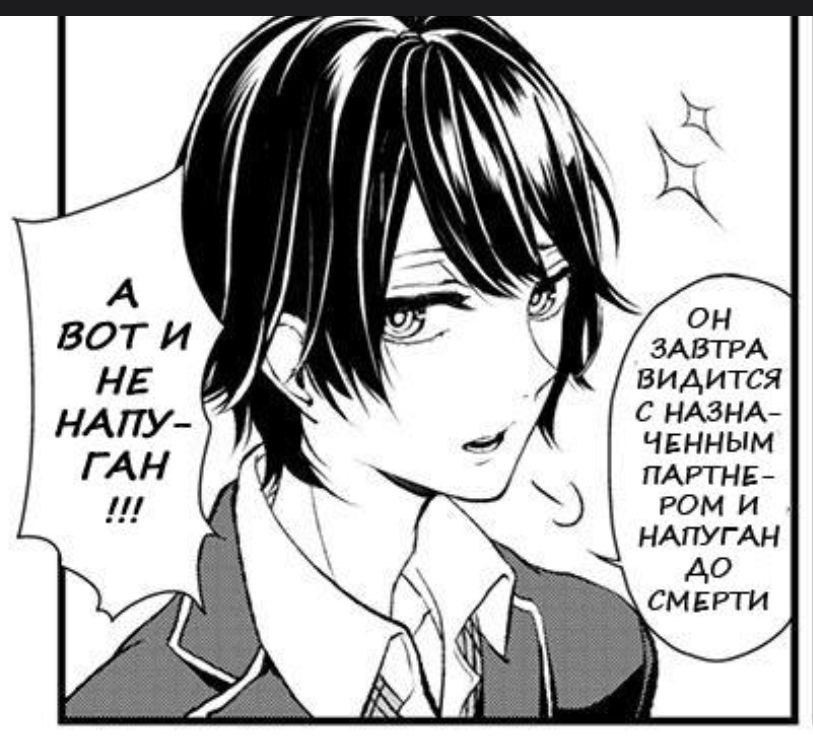 ОН
ЗАВТРА
ВИДИТСЯ
С НАЗНА-
ЧЕННЫМ
ПАРТНЕ-
РОМ И
НАПУГАН
ДО
СМЕРТИ
А
ВОТ И
НЕ
НАПУ-
ГАН
!!!